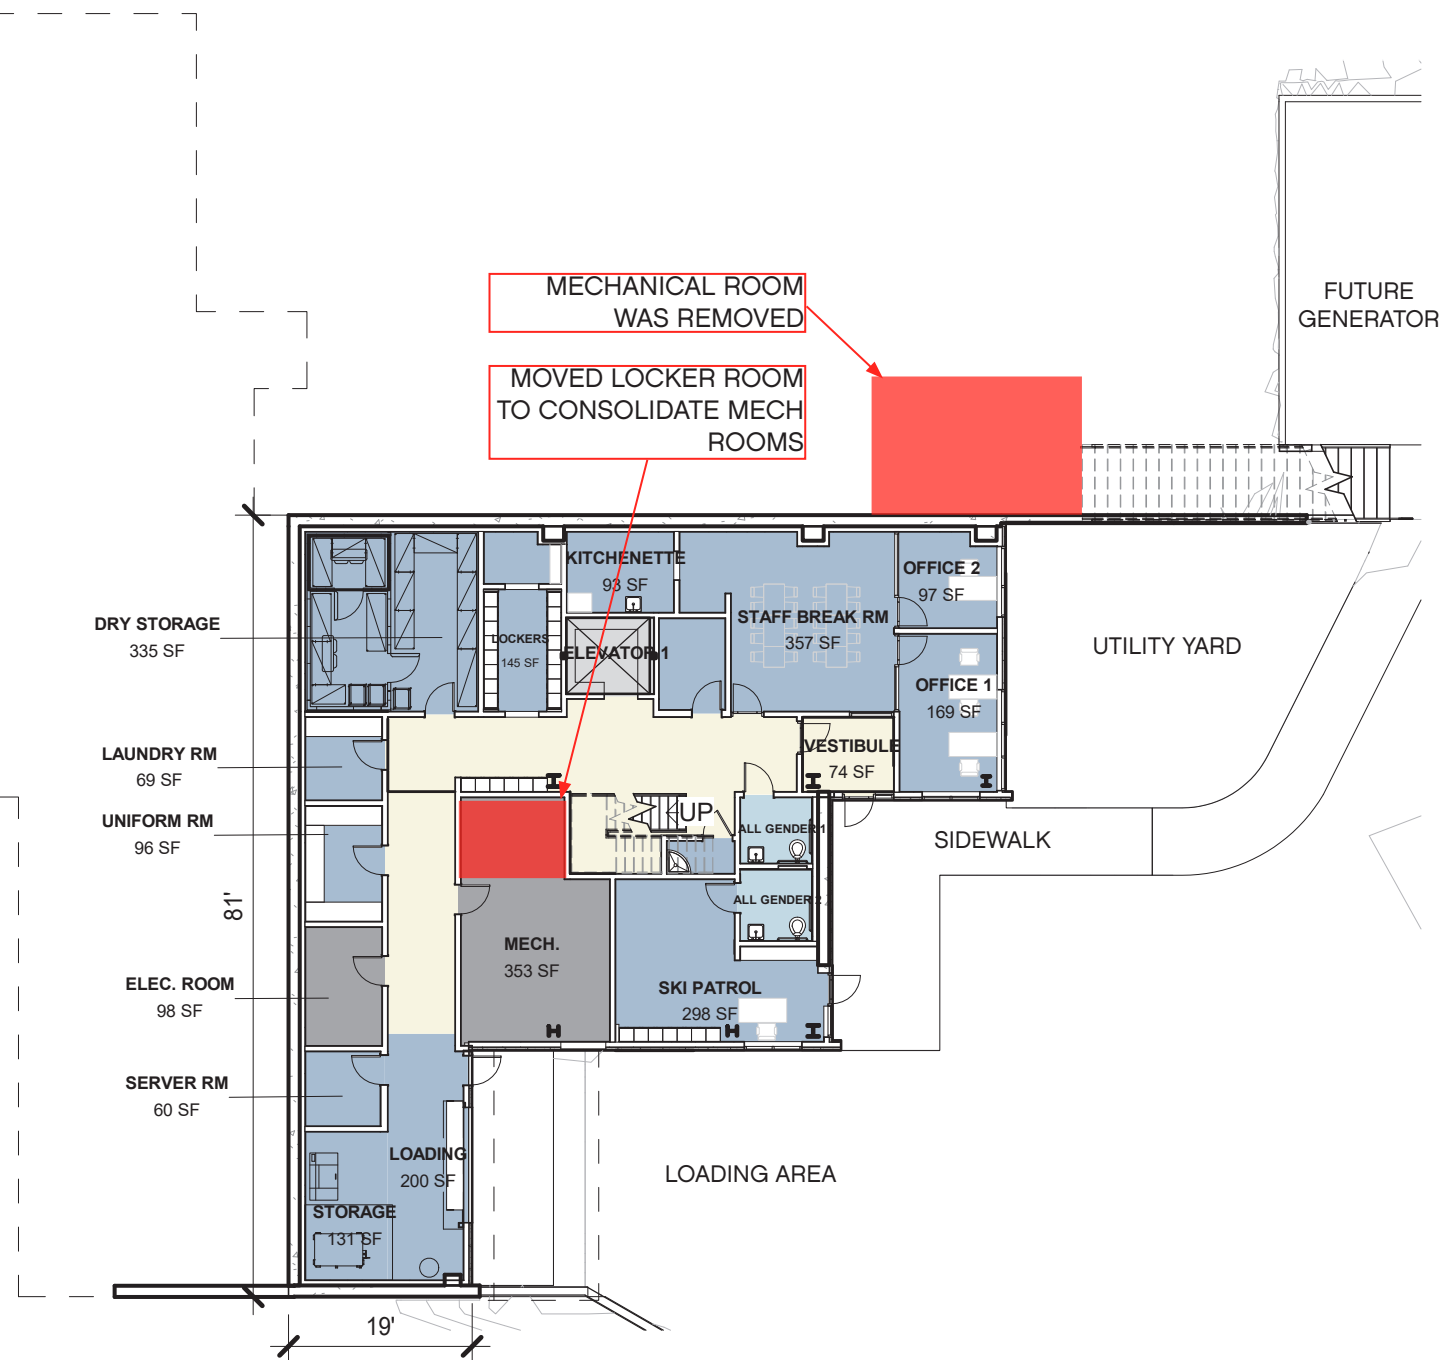 MECHANICAL ROOM
WAS REMOVED
MOVED LOCKER ROOM
TO CONSOLIDATE MECH
ROOMS
FUTURE
GENERATOR
KITCHENETTE
93 SF
OFFICE 2
97 SF
DRY STORAGE
335 SF
LOCKERS
145 SF
ELEVATOR 1
STAFF BREAK RM
357 SF
UTILITY YARD
OFFICE 1
169 SF
LAUNDRY RM
69 SF
VESTIBULE
74 SF
UNIFORM RM
96 SF
UP
ALL GENDER 1
SIDEWALK
81'
ALL GENDER 2
MECH.
353 SF
ELEC. ROOM
98 SF
SKI PATROL
298 SF
SERVER RM
60 SF
LOADING
200 SF
LOADING AREA
STORAGE
131 SF
19'